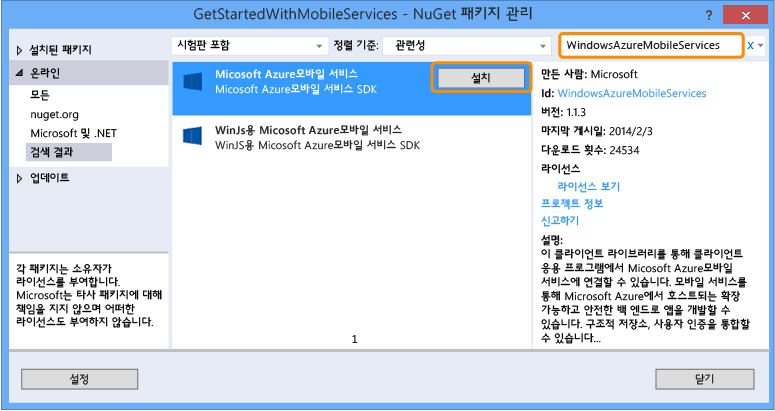 GetStartedWithMobileServices - NuGet 패키지 관리
?
설치된 패키지
온라인
모든
nuget.org
Microsoft 및 .NET
검색 결과
업데이트
각 패키지는 소유자가
라이선스를 부여합니다.
Microsoft는 타사 패키지에 대해
책임을 지지 않으며 어떠한
라이선스도 부여하지 않습니다.
시험판 포함
정렬 기준:
관련성
Micosoft Azure모바일 서비스
Micosoft Azure모바일 서비스 SDK
설치
WinJs용 Micosoft Azure모바일 서비스
WinJS용 Micosoft Azure모바일 서비스 SDK
1
WindowsAzureMobileServices
x
만든 사람: Microsoft
Id: WindowsAzureMobileServices
버전: 1.1.3
마지막 게시일: 2014/2/3
다운로드 횟수: 24534
라이선스
라이선스 보기
프로젝트 정보
신고하기
설명:
이 클라이언트 라이브러리를 통해 클라이언트
응용 프로그램에서 Micosoft Azure모바일
서비스에 연결할 수 있습니다. 모바일 서비스를
통해 Micosoft Azure에서 호스트되는 확장
가능하고 안전한 백 엔드로 앱을 개발할 수
있습니다. 구조적 저장소, 사용자 인증을 통합할
수 있습니다...
설정
닫기